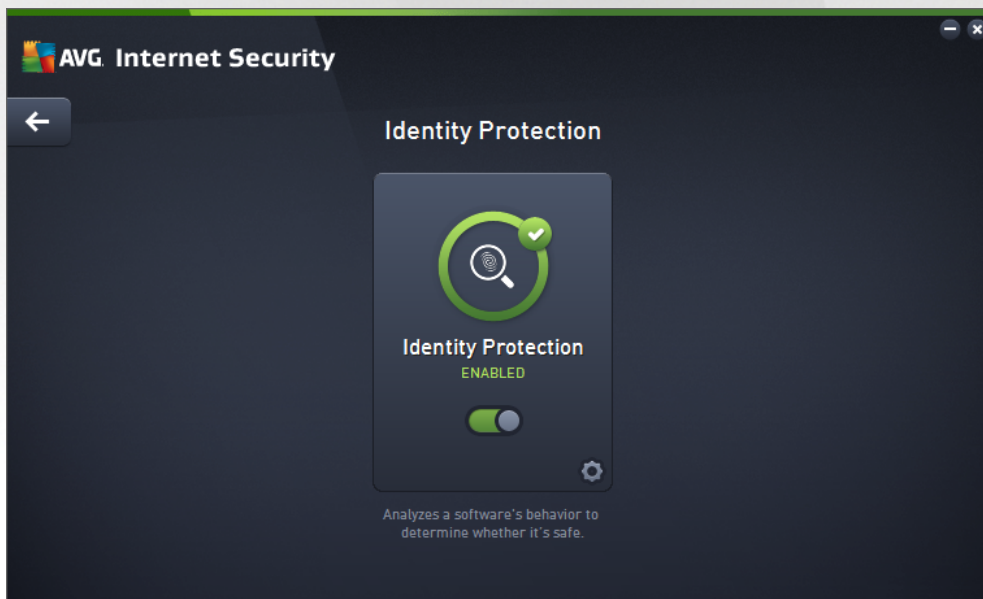 AVG. Internet Security
Identity Protection
Identity Protection
ENABLED
Analyzes a software's behavior to
determine whether it's safe.